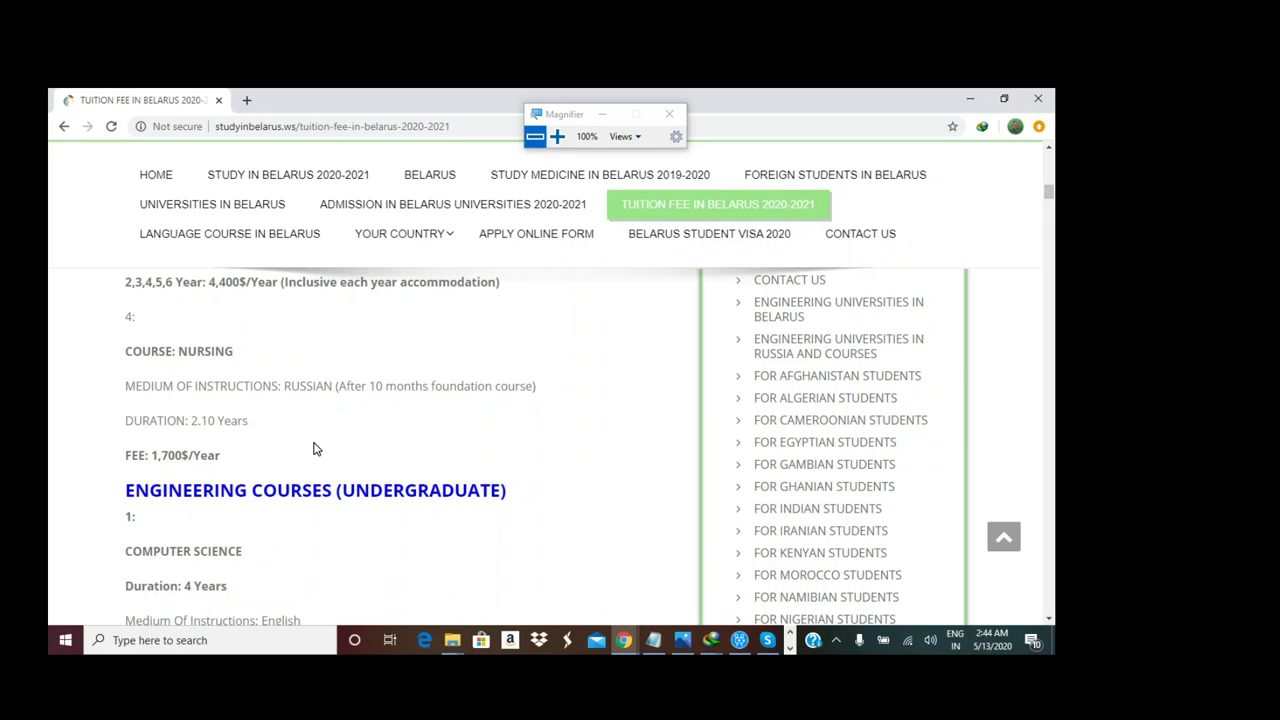 TUITION FEE IN BELARUS 2020-2
Magnifier
Not secure
studyinbelarus.ws/tuition-fee-in-belarus-2020-2021
100%
Views
HOME
STUDY IN BELARUS 2020-2021
BELARUS
STUDY MEDICINE IN BELARUS 2019-2020
FOREIGN STUDENTS IN BELARUS
UNIVERSITIES IN BELARUS
ADMISSION IN BELARUS UNIVERSITIES 2020-2021
TUITION FEE IN BELARUS 2020-2021
LANGUAGE COURSE IN BELARUS
YOUR COUNTRY
APPLY ONLINE FORM
BELARUS STUDENT VISA 2020
CONTACT US
2,3,4,5,6 Year: 4,400$/Year (Inclusive each year accommodation)
4:
COURSE: NURSING
MEDIUM OF INSTRUCTIONS: RUSSIAN (After 10 months foundation course)
DURATION: 2.10 Years
FEE: 1,700$/Year
ENGINEERING COURSES (UNDERGRADUATE)
1:
COMPUTER SCIENCE
Duration: 4 Years
Medium Of Instructions: English
CONTACT US
ENGINEERING UNIVERSITIES IN
BELARUS
ENGINEERING UNIVERSITIES IN
RUSSIA AND COURSES
FOR AFGHANISTAN STUDENTS
FOR ALGERIAN STUDENTS
FOR CAMEROONIAN STUDENTS
FOR EGYPTIAN STUDENTS
FOR GAMBIAN STUDENTS
FOR GHANIAN STUDENTS
FOR INDIAN STUDENTS
FOR IRANIAN STUDENTS
FOR KENYAN STUDENTS
FOR MOROCCO STUDENTS
FOR NAMIBIAN STUDENTS
FOR NIGERIAN STUDENTS
Type here to search
ENG
IN
2:44 AM
5/13/2020
10